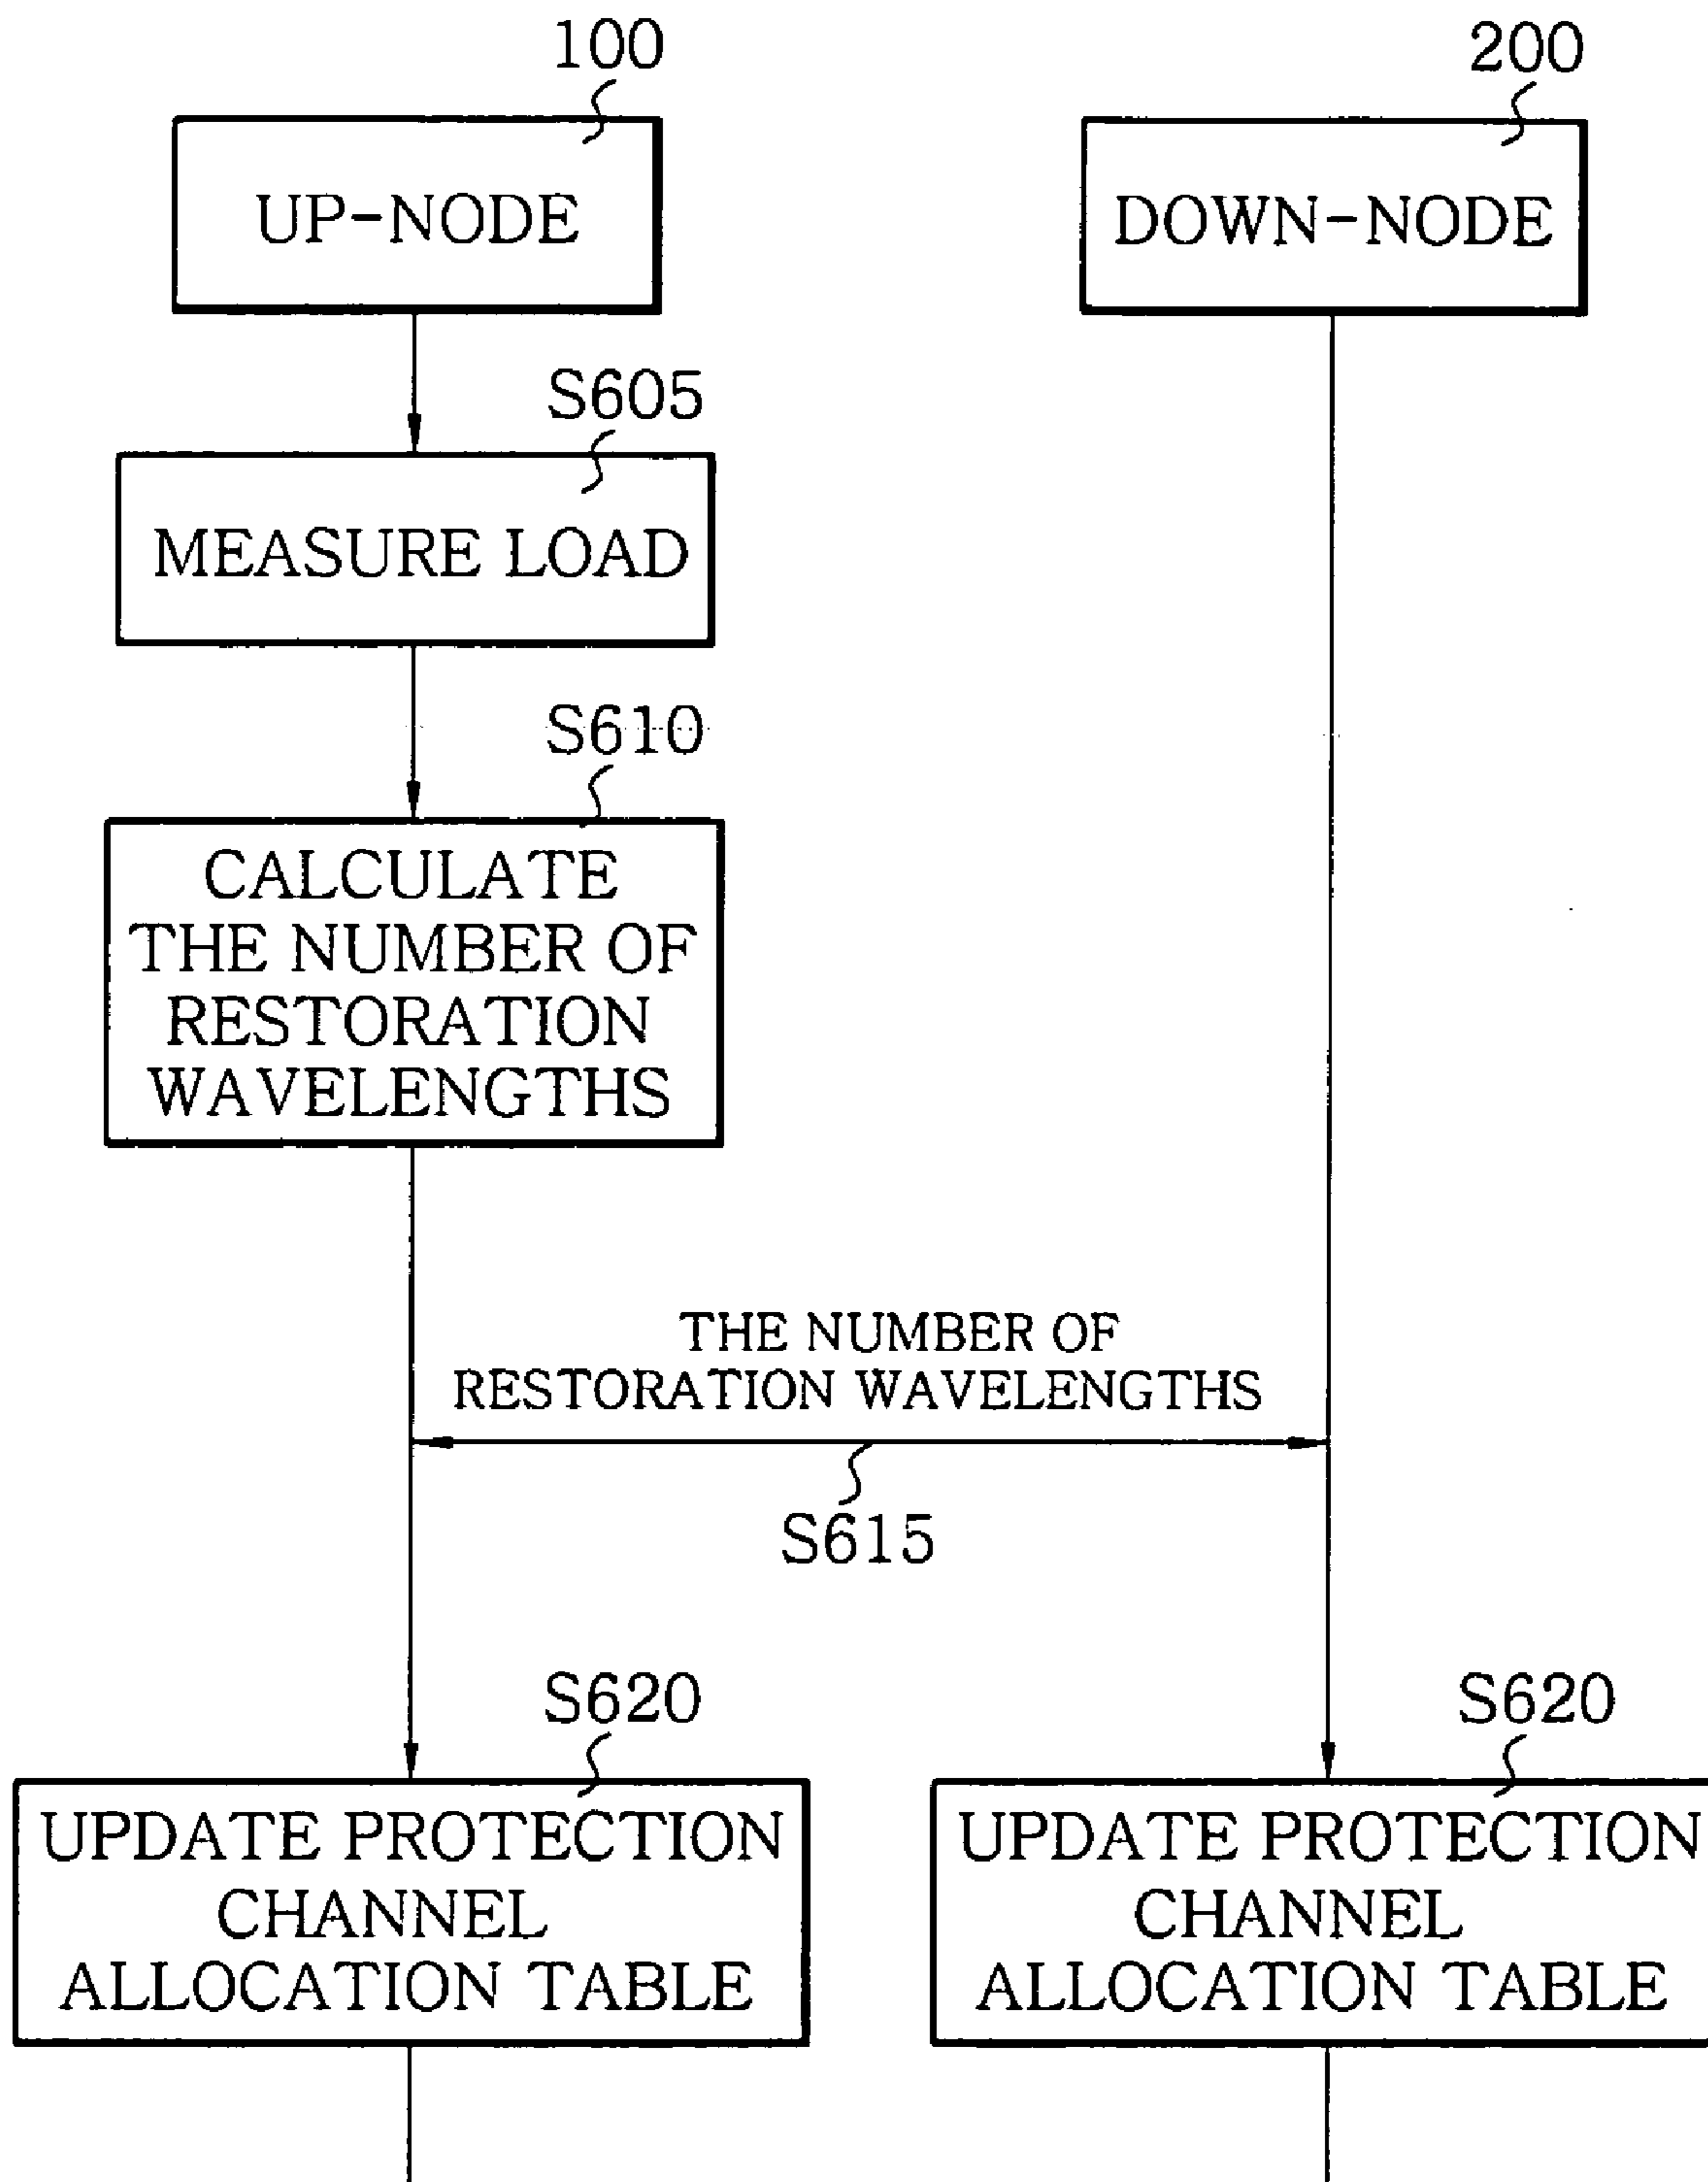 100
200
UP-NODE
DOWN-NODE
S605
MEASURE LOAD
S610
CALCULATE
THE NUMBER OF
RESTORATION
WAVELENGTHS
THE NUMBER OF
RESTORATION WAVELENGTHS
S615
S620
UPDATE PROTECTION
CHANNEL
ALLOCATION TABLE
S620
UPDATE PROTECTION
CHANNEL
ALLOCATION TABLE